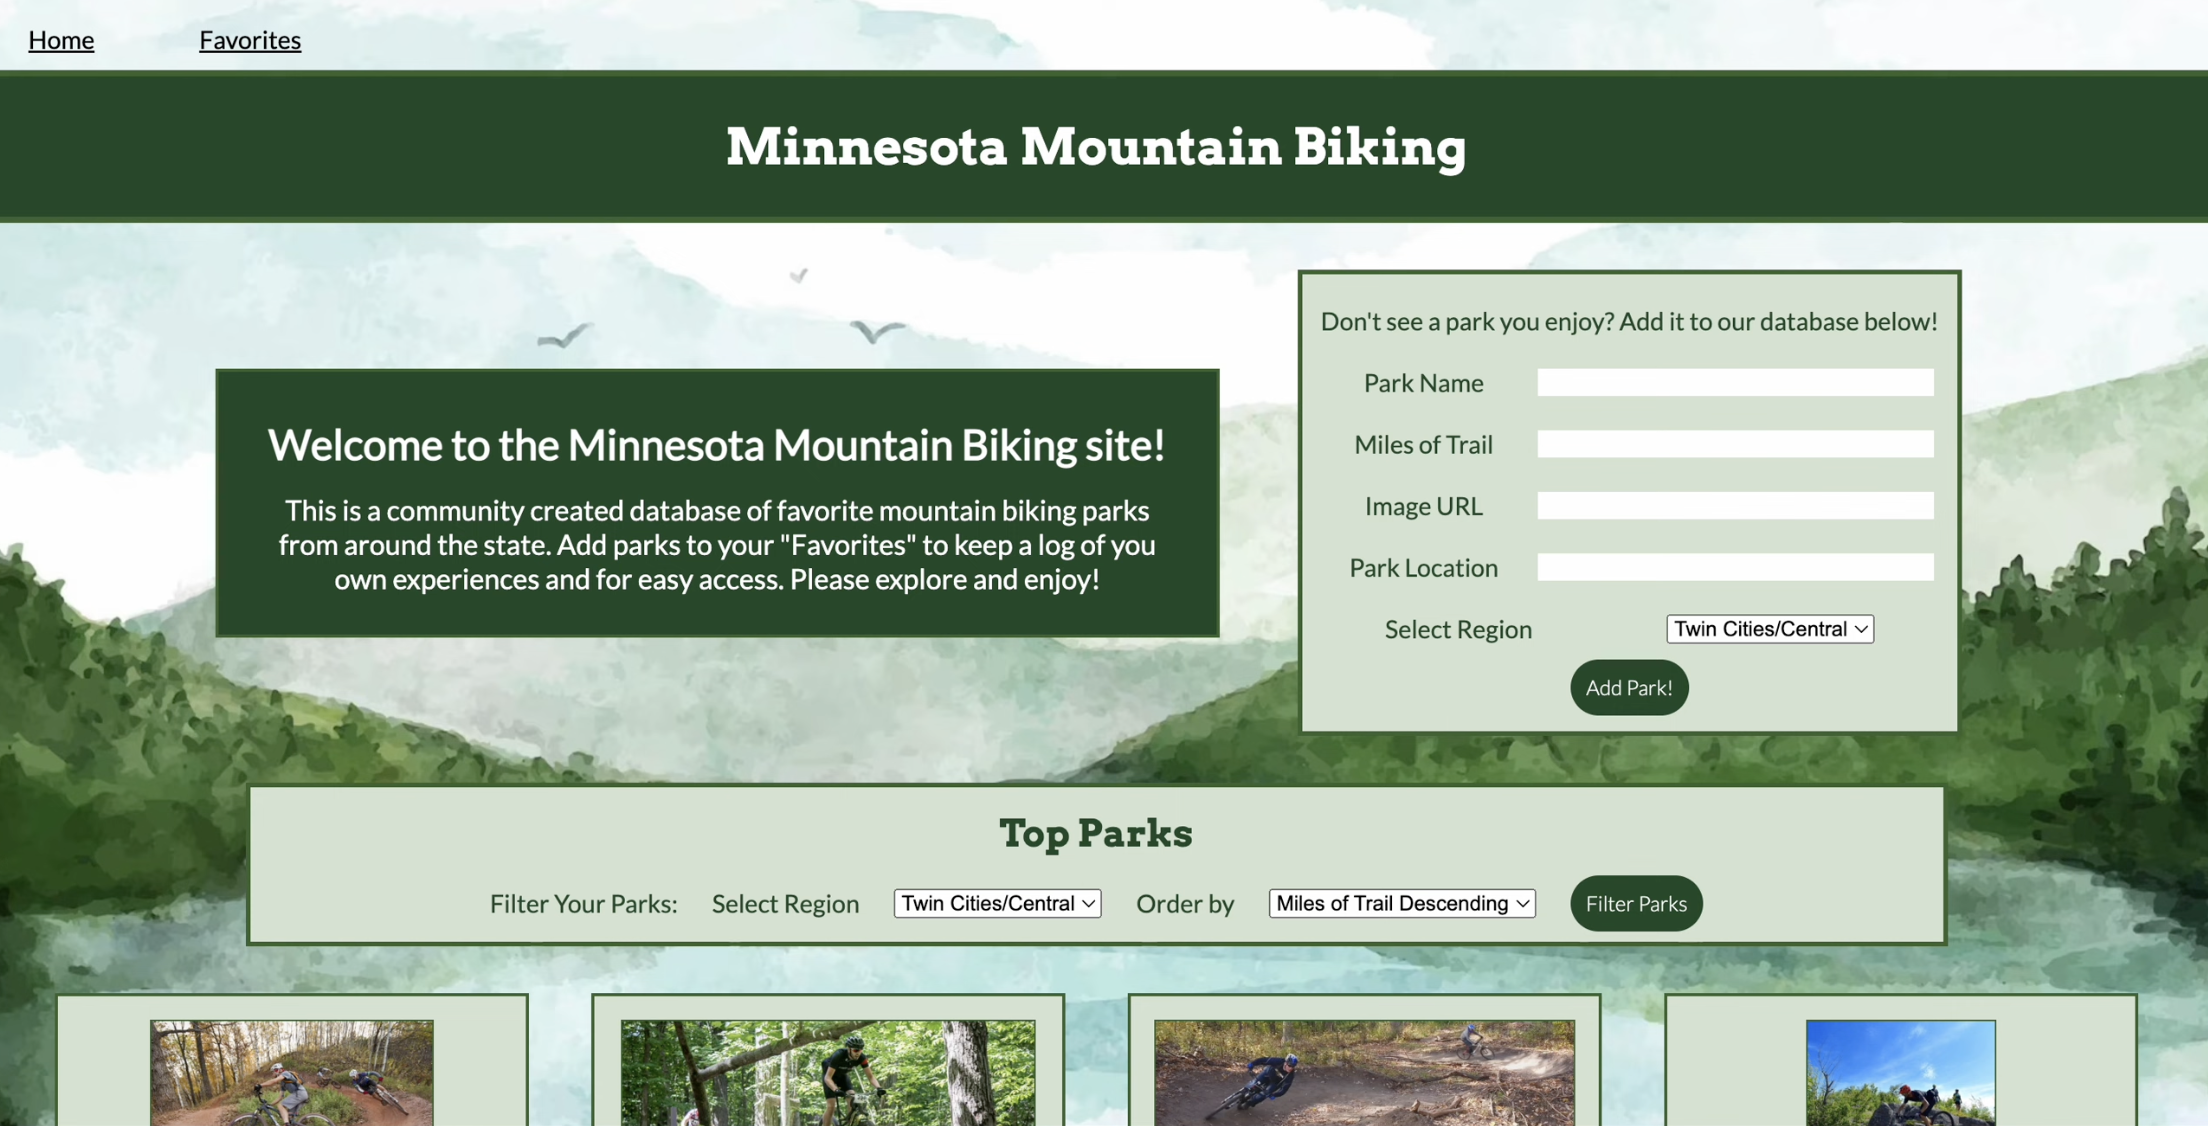 Home
Favorites
Minnesota Mountain Biking
Welcome to the Minnesota Mountain Biking site!
This is a community created database of favorite mountain biking parks
from around the state. Add parks to your "Favorites" to keep a log of you
own experiences and for easy access. Please explore and enjoy!
Don't see a park you enjoy? Add it to our database below!
Park Name
Miles of Trail
Image URL
Park Location
Select Region Twin Cities/Central
Add Park!
Top Parks
Filter Your Parks: Select Region Twin Cities/Central Order by Miles of Trail Descending Filter Parks